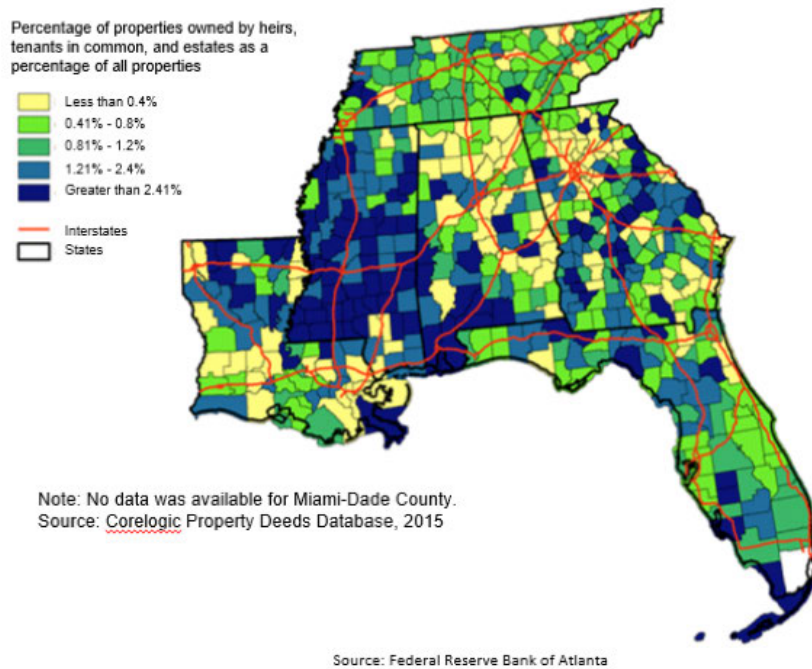 Percentage of properties owned by heirs,
tenants in common, and estates as a
percentage of all properties
Less than 0.4%
0.41% - 0.8%
0.81% - 1.2%
1.21% - 2.4%
Greater than 2.41%
Interstates
States
Note: No data was available for Miami-Dade County.
Source: Corelogic Property Deeds Database, 2015
Source: Federal Reserve Bank of Atlanta